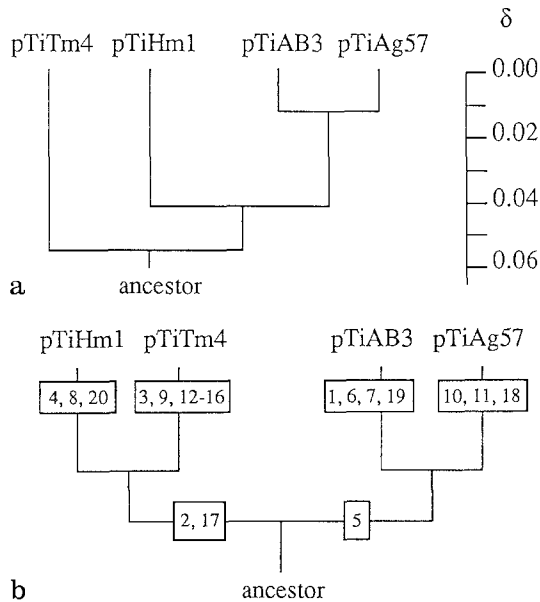 δ
pTiTm4 pTiHm1 pTiAB3 pTiAg57
0.00
0.02
0.04
0.06
a ancestor
pTiHm1 pTiTm4 pTiAB3 pTiAg57
4, 8, 20 3, 9, 12-16 1, 6, 7, 19 10, 11, 18
2, 17 5
b ancestor